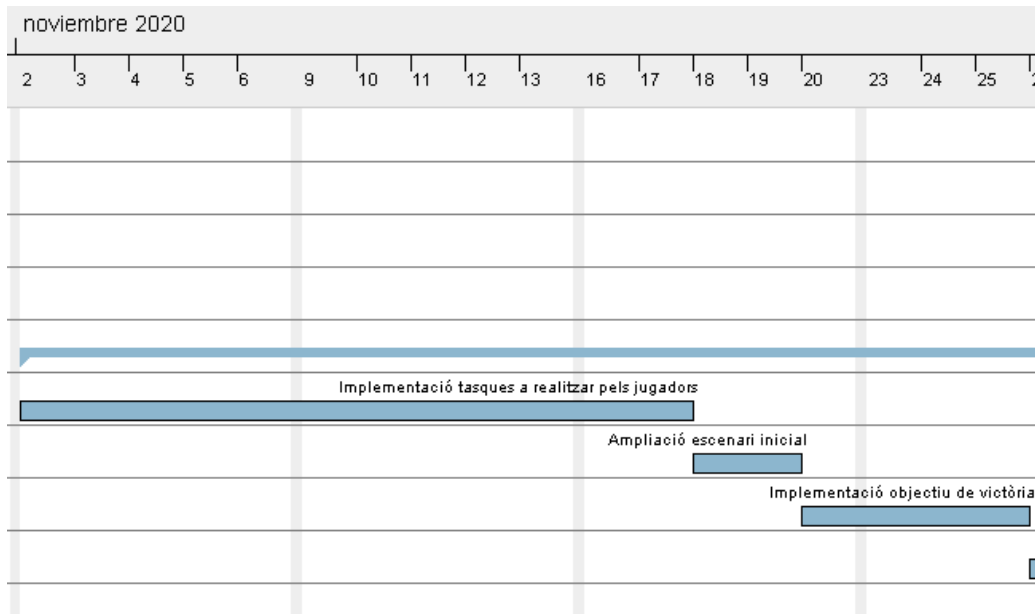 noviembre 2020
2 3 4 5 6 9 10 11 12 13 16 17 18 19 20 23 24 25
Implementació tasques a realitzar pels jugadors
Ampliació escenari inicial
Implementació objectiu de victòria